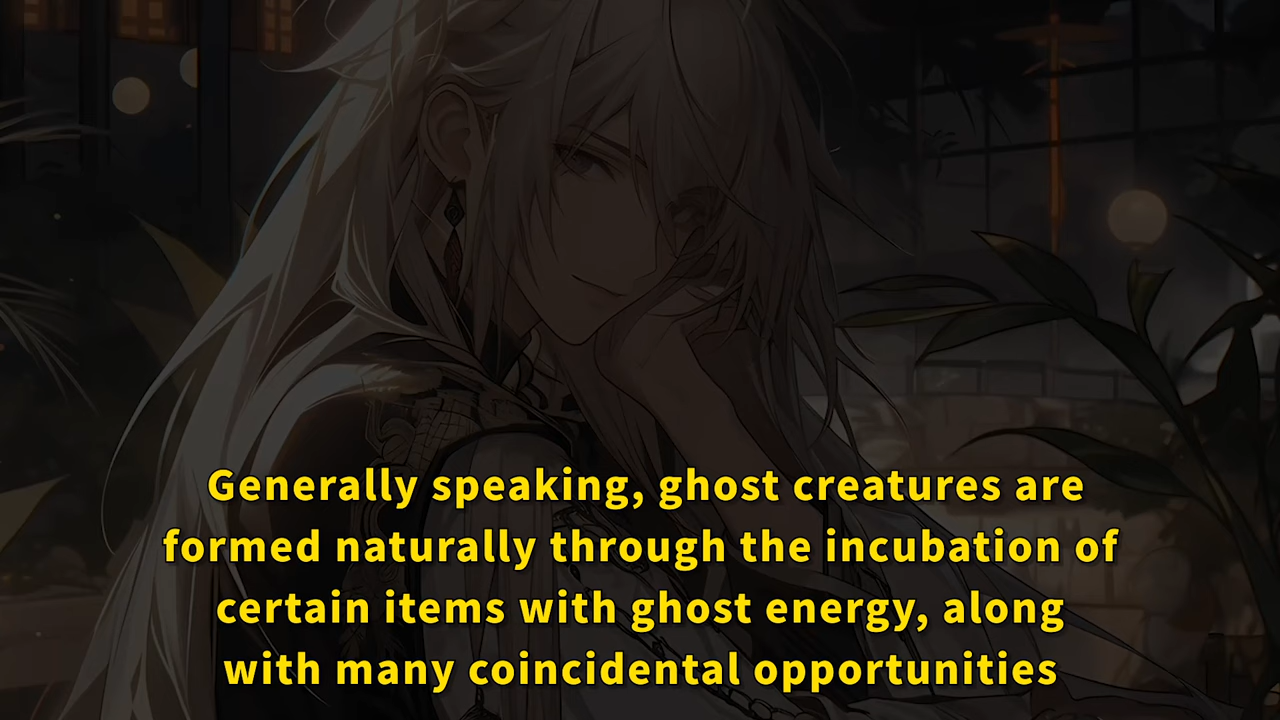 Generally speaking, ghost creatures are
formed naturally through the incubation of
certain items with ghost energy, along
with many coincidental opportunities